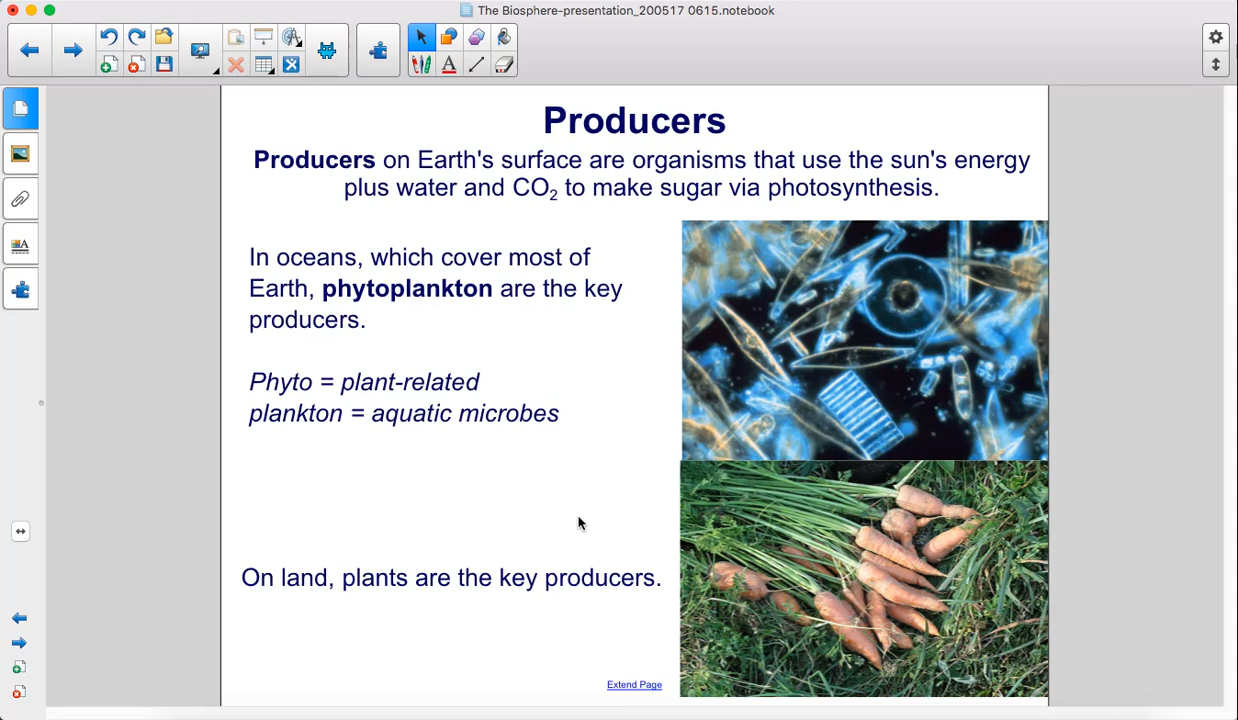 The Biosphere-presentation_200517 0615.notebook
Producers
Producers on Earth's surface are organisms that use the sun's energy
plus water and CO₂ to make sugar via photosynthesis.
In oceans, which cover most of
Earth, phytoplankton are the key
producers.
Phyto = plant-related
plankton = aquatic microbes
On land, plants are the key producers.
Extend Page